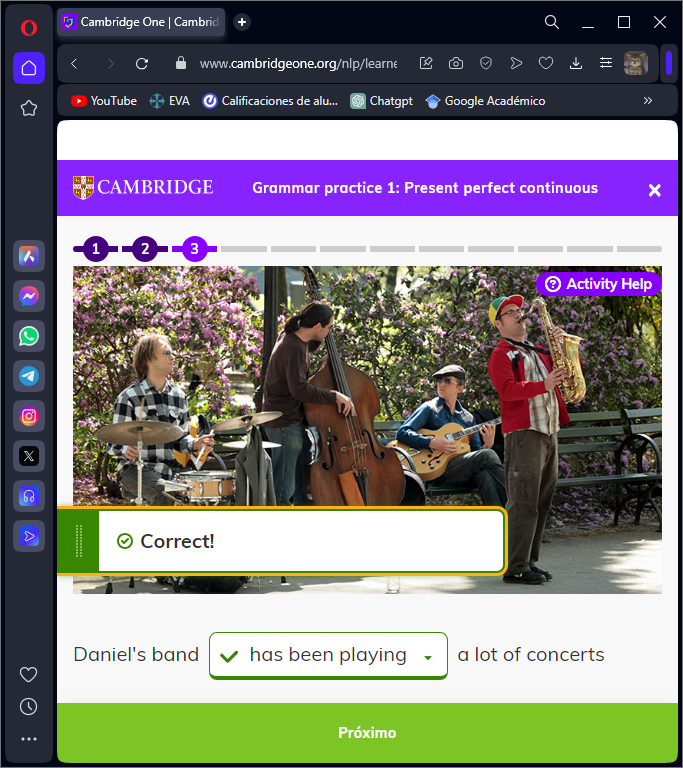 Cambridge One | Cambrid
www.cambridgeone.org/nlp/learne
YouTube
EVA
Calificaciones de alu...
Chatgpt
Google Académico
CAMBRIDGE
Grammar practice 1: Present perfect continuous
1
2
3
Activity Help
Correct!
Daniel's band has been playing a lot of concerts
Próximo